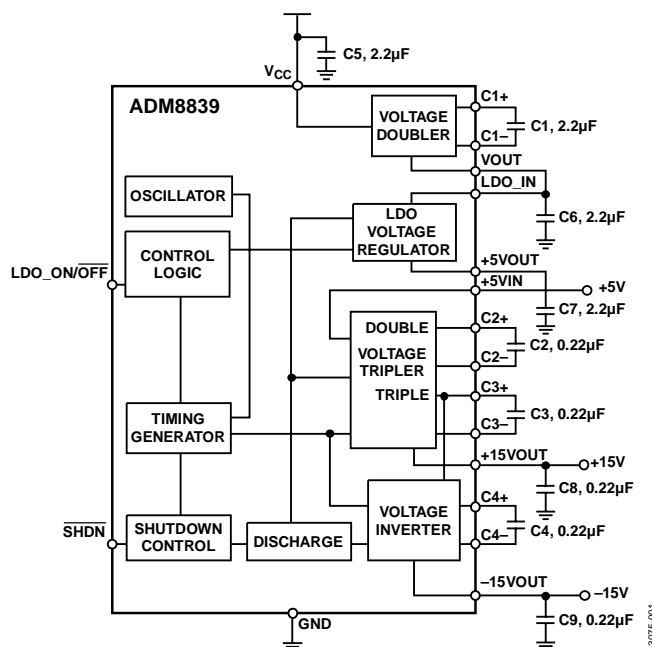 C5, 2.2µF
VCC
ADM8839
VOLTAGE
DOUBLER
C1+
C1–
C1, 2.2µF
VOUT
LDO_IN
OSCILLATOR
LDO
VOLTAGE
REGULATOR
C6, 2.2µF
CONTROL
LOGIC
LDO_ON/OFF
+5VOUT
+5VIN
+5V
C7, 2.2µF
DOUBLE
VOLTAGE
TRIPLER
TRIPLE
C2+
C2–
C2, 0.22µF
C3+
C3–
C3, 0.22µF
TIMING
GENERATOR
+15VOUT
+15V
C8, 0.22µF
VOLTAGE
INVERTER
C4+
C4–
C4, 0.22µF
SHDN
SHUTDOWN
CONTROL
DISCHARGE
–15VOUT
–15V
C9, 0.22µF
GND